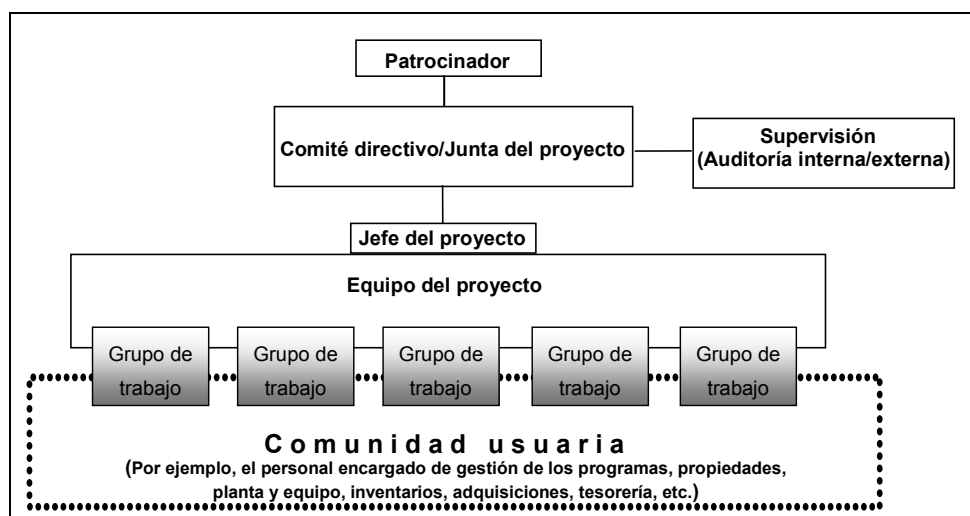 Patrocinador
Comité directivo/Junta del proyecto
Supervisión
(Auditoría interna/externa)
Jefe del proyecto
Equipo del proyecto
Grupo de
trabajo
Grupo de
trabajo
Grupo de
trabajo
Grupo de
trabajo
Grupo de
trabajo
Comunidad usuaria
(Por ejemplo, el personal encargado de gestión de los programas, propiedades,
planta y equipo, inventarios, adquisiciones, tesorería, etc.)